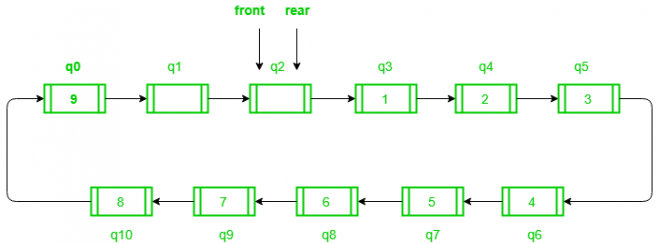 front rear
q0 q1 q2 q3 q4 q5
9 1 2 3
8 7 6 5 4
q10 q9 q8 q7 q6